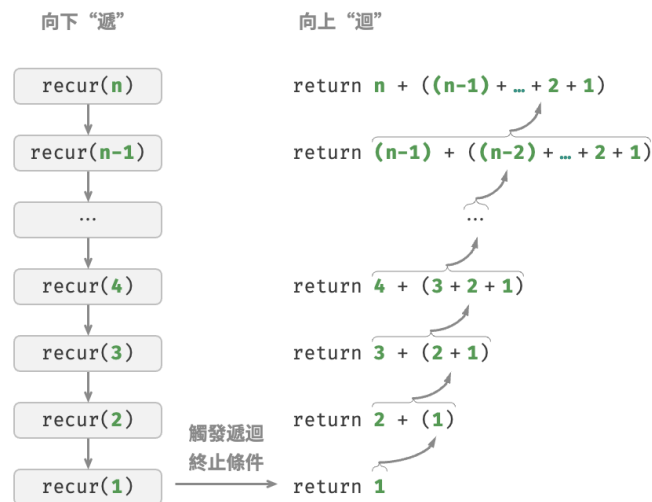 向下“遞”
向上“迴”
recur(n)
return n + ((n-1) + … + 2 + 1)
recur(n-1)
return (n-1) + ((n-2) + … + 2 + 1)
…
…
recur(4)
return 4 + (3 + 2 + 1)
recur(3)
return 3 + (2 + 1)
recur(2)
return 2 + (1)
觸發遞迴
終止條件
recur(1)
return 1